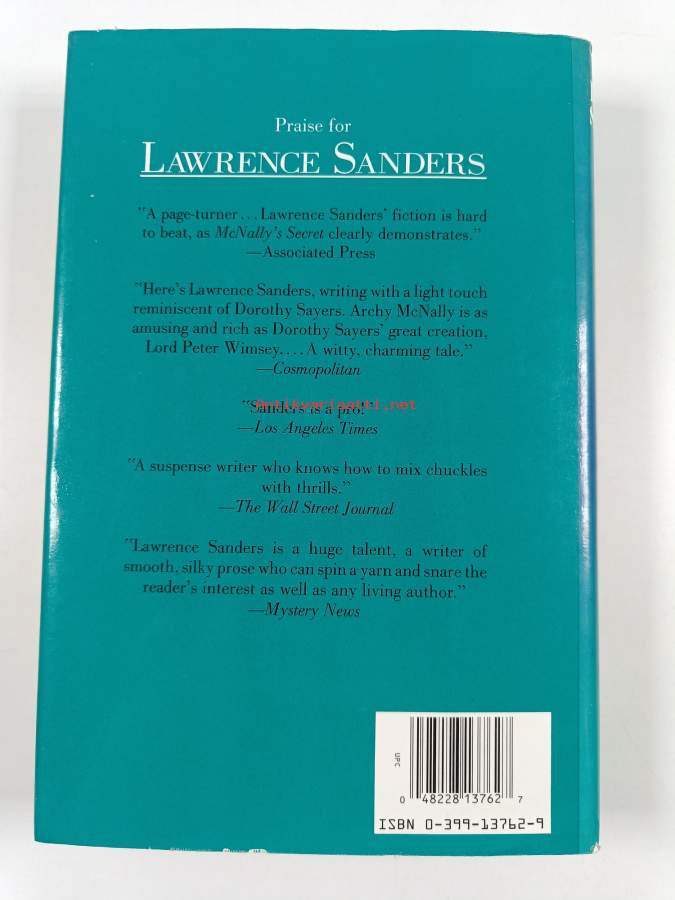 Praise for
LAWRENCE SANDERS
"A page-turner...Lawrence Sanders' fiction is hard
to beat, as McNally's Secret clearly demonstrates."
—Associated Press
"Here's Lawrence Sanders, writing with a light touch
reminiscent of Dorothy Sayers. Archy McNally is as
amusing and rich as Dorothy Sayers' great creation,
Lord Peter Wimsey....A witty, charming tale."
—Cosmopolitan
"Sanders is a pro!"
Antikvariaatti.net
—Los Angeles Times
"A suspense writer who knows how to mix chuckles
with thrills."
—The Wall Street Journal
"Lawrence Sanders is a huge talent, a writer of
smooth, silky prose who can spin a yarn and snare the
reader's interest as well as any living author."
—Mystery News
UPC
0 48228 13762 7
ISBN 0-399-13762-9